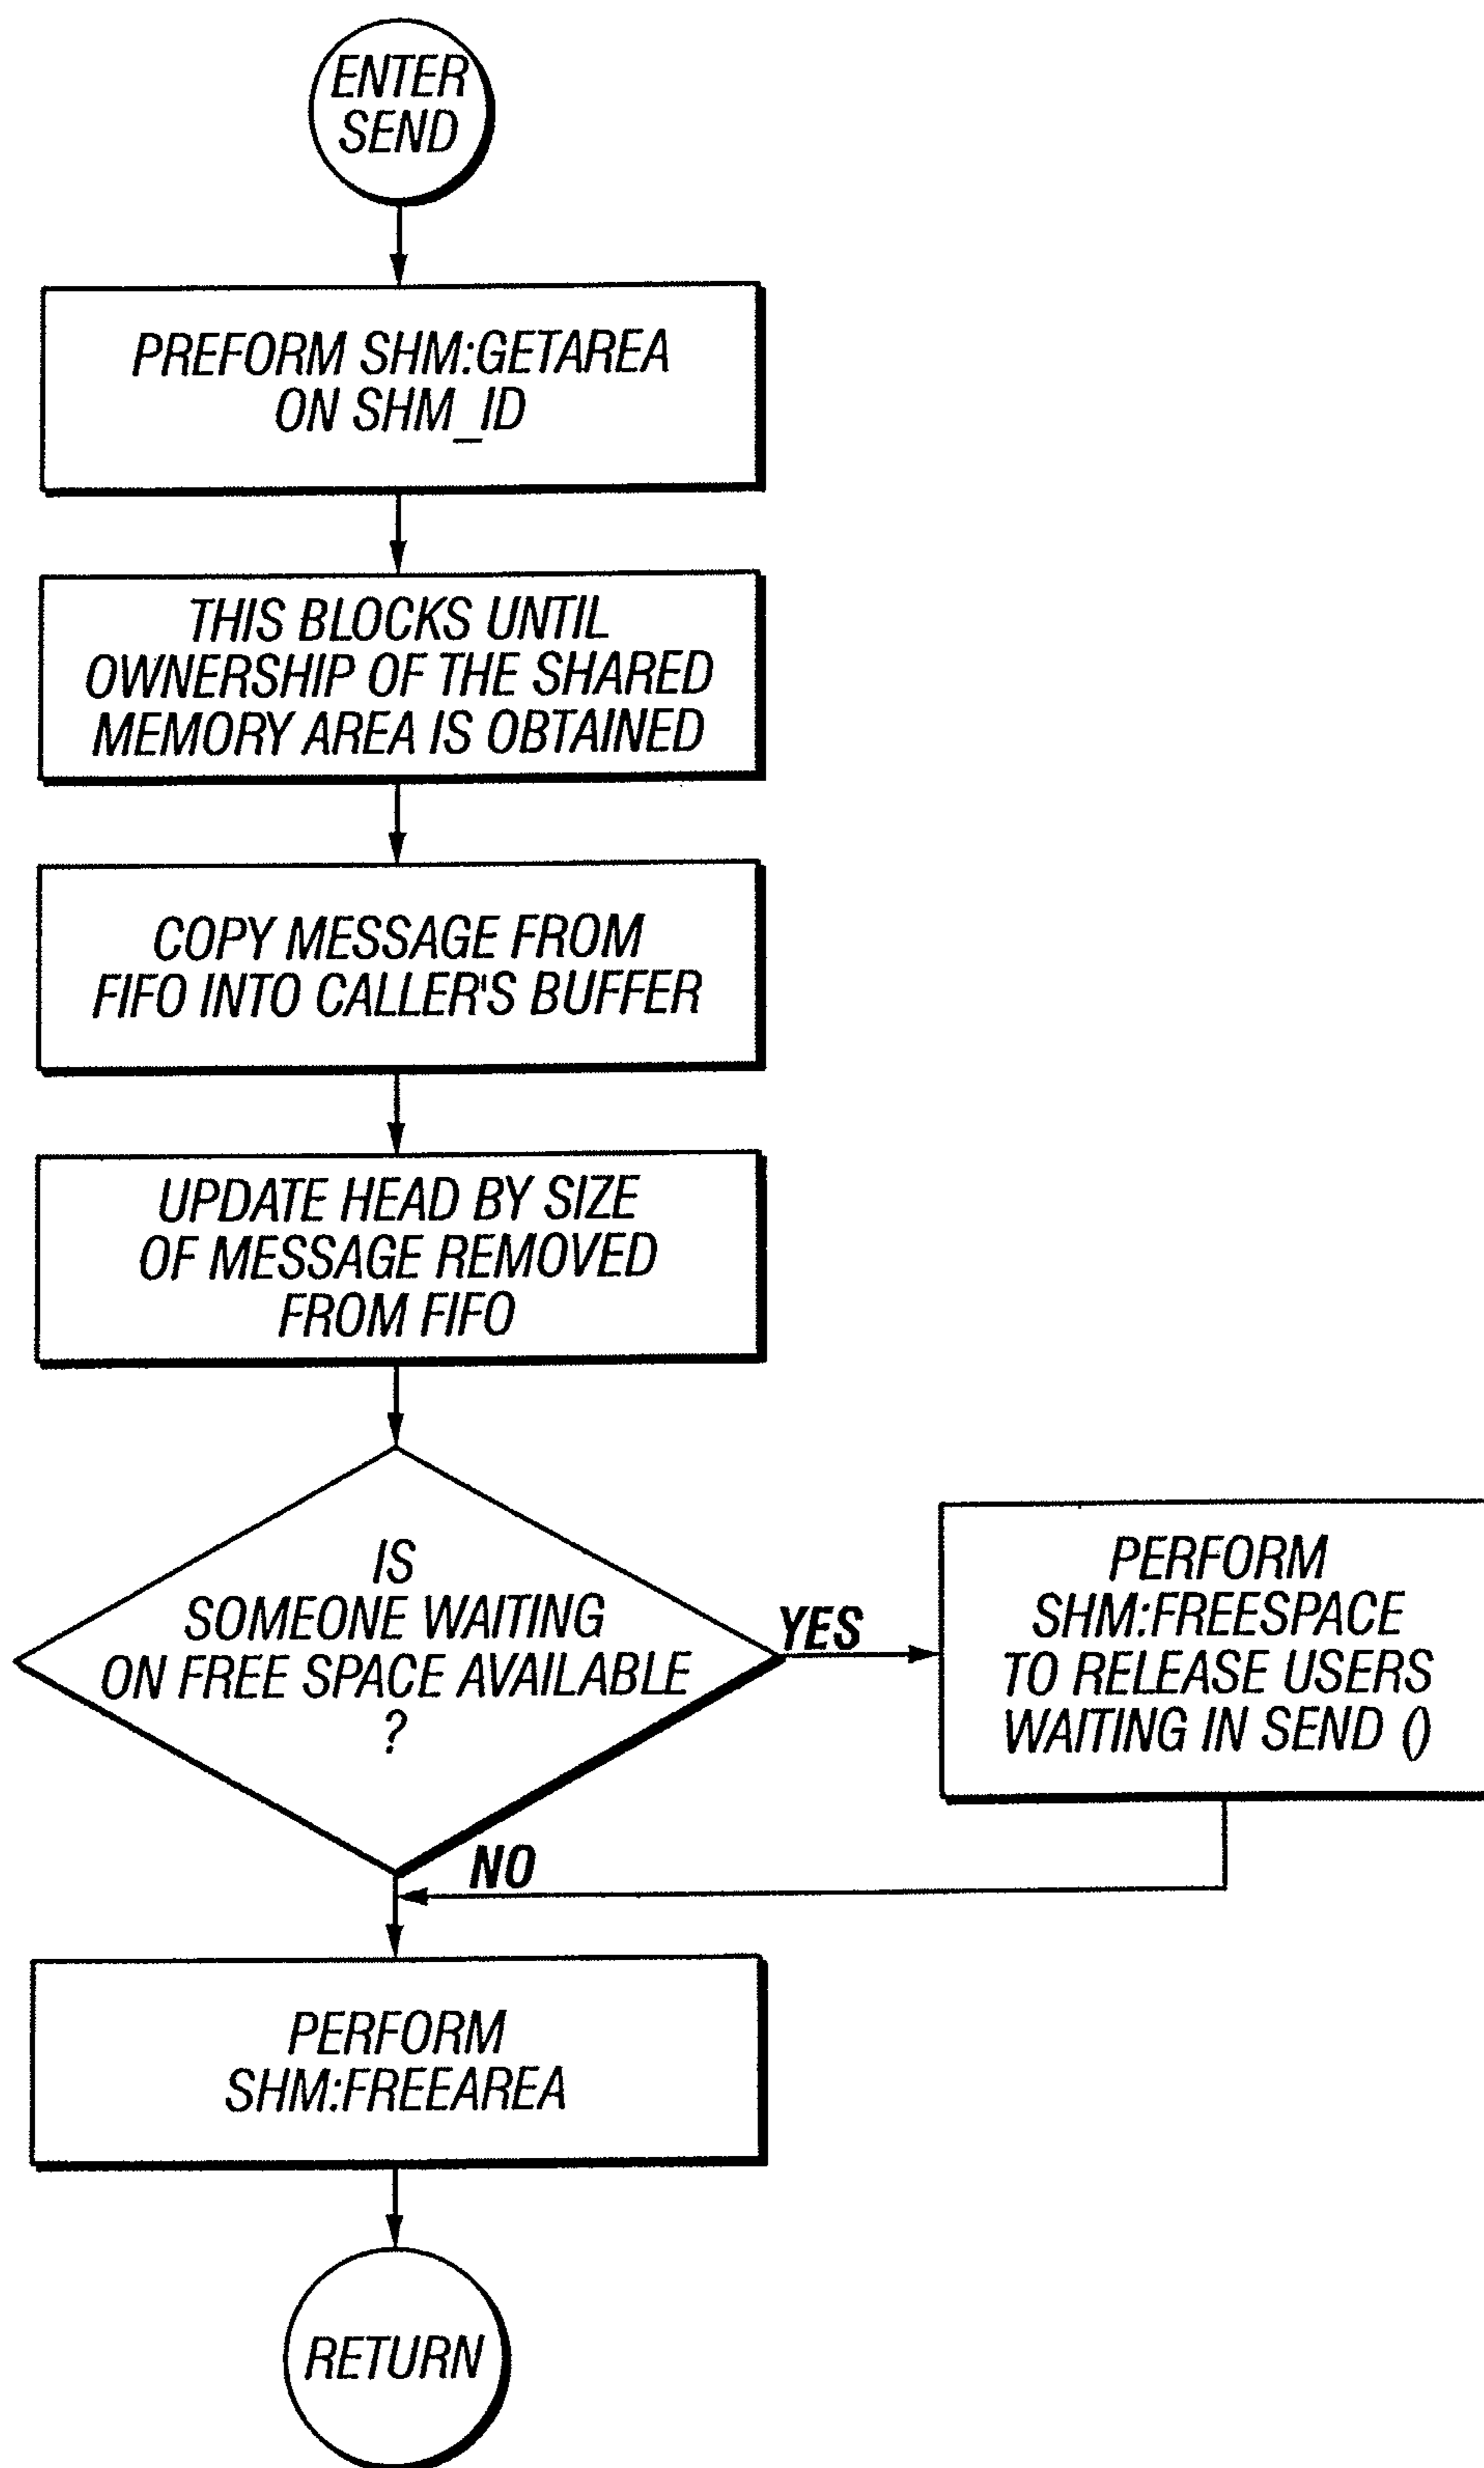 ENTER
SEND
PREFORM SHM:GETAREA
ON SHM_ID
THIS BLOCKS UNTIL
OWNERSHIP OF THE SHARED
MEMORY AREA IS OBTAINED
COPY MESSAGE FROM
FIFO INTO CALLER'S BUFFER
UPDATE HEAD BY SIZE
OF MESSAGE REMOVED
FROM FIFO
IS
SOMEONE WAITING
ON FREE SPACE AVAILABLE
?
YES
PERFORM
SHM:FREESPACE
TO RELEASE USERS
WAITING IN SEND ()
NO
PERFORM
SHM:FREEAREA
RETURN